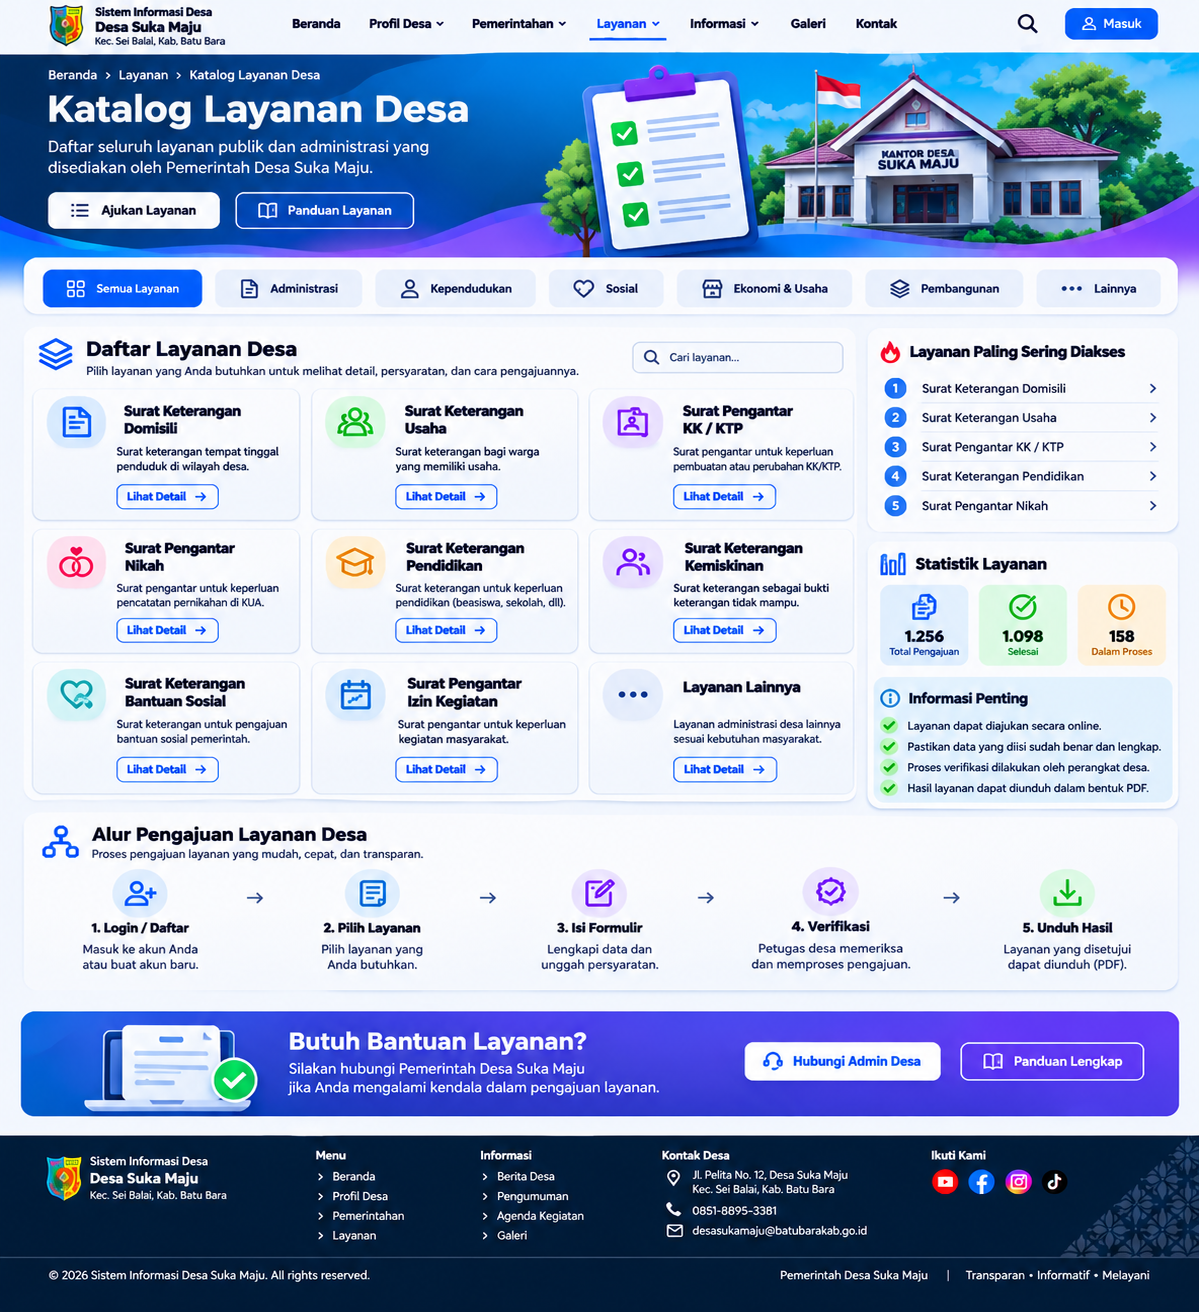 Sistem Informasi Desa
Desa Suka Maju
Kec. Sei Balai, Kab. Batu Bara
Beranda
Profil Desa
Pemerintahan
Layanan
Informasi
Galeri
Kontak
Masuk
Beranda > Layanan > Katalog Layanan Desa
Katalog Layanan Desa
Daftar seluruh layanan publik dan administrasi yang
disediakan oleh Pemerintah Desa Suka Maju.
Ajukan Layanan
Panduan Layanan
KANTOR DESA
SUKA MAJU
Semua Layanan
Administrasi
Kependudukan
Sosial
Ekonomi & Usaha
Pembangunan
Lainnya
Daftar Layanan Desa
Pilih layanan yang Anda butuhkan untuk melihat detail, persyaratan, dan cara pengajuannya.
Cari layanan...
Surat Keterangan
Domisili
Surat keterangan tempat tinggal
penduduk di wilayah desa.
Lihat Detail →
Surat Keterangan
Usaha
Surat keterangan bagi warga
yang memiliki usaha.
Lihat Detail →
Surat Pengantar
KK / KTP
Surat pengantar untuk keperluan
pembuatan atau perubahan KK/KTP.
Lihat Detail →
Surat Pengantar
Nikah
Surat pengantar untuk keperluan
pencatatan pernikahan di KUA.
Lihat Detail →
Surat Keterangan
Pendidikan
Surat keterangan untuk keperluan
pendidikan (beasiswa, sekolah, dll).
Lihat Detail →
Surat Keterangan
Kemiskinan
Surat keterangan sebagai bukti
keterangan tidak mampu.
Lihat Detail →
Surat Keterangan
Bantuan Sosial
Surat keterangan untuk pengajuan
bantuan sosial pemerintah.
Lihat Detail →
Surat Pengantar
Izin Kegiatan
Surat pengantar untuk keperluan
kegiatan masyarakat.
Lihat Detail →
Layanan Lainnya
Layanan administrasi desa lainnya
sesuai kebutuhan masyarakat.
Lihat Detail →
Layanan Paling Sering Diakses
1 Surat Keterangan Domisili
2 Surat Keterangan Usaha
3 Surat Pengantar KK / KTP
4 Surat Keterangan Pendidikan
5 Surat Pengantar Nikah
Statistik Layanan
1.256
Total Pengajuan
1.098
Selesai
158
Dalam Proses
Informasi Penting
Layanan dapat diajukan secara online.
Pastikan data yang diisi sudah benar dan lengkap.
Proses verifikasi dilakukan oleh perangkat desa.
Hasil layanan dapat diunduh dalam bentuk PDF.
Alur Pengajuan Layanan Desa
Proses pengajuan layanan yang mudah, cepat, dan transparan.
1. Login / Daftar
Masuk ke akun Anda
atau buat akun baru.
2. Pilih Layanan
Pilih layanan yang
Anda butuhkan.
3. Isi Formulir
Lengkapi data dan
unggah persyaratan.
4. Verifikasi
Petugas desa memeriksa
dan memproses pengajuan.
5. Unduh Hasil
Layanan yang disetujui
dapat diunduh (PDF).
Butuh Bantuan Layanan?
Silakan hubungi Pemerintah Desa Suka Maju
jika Anda mengalami kendala dalam pengajuan layanan.
Hubungi Admin Desa
Panduan Lengkap
Sistem Informasi Desa
Desa Suka Maju
Kec. Sei Balai, Kab. Batu Bara
Menu
Beranda
Profil Desa
Pemerintahan
Layanan
Informasi
Berita Desa
Pengumuman
Agenda Kegiatan
Galeri
Kontak Desa
Jl. Pelita No. 12, Desa Suka Maju
Kec. Sei Balai, Kab. Batu Bara
0851-8895-3381
desasukamaju@batubarakab.go.id
Ikuti Kami
© 2026 Sistem Informasi Desa Suka Maju. All rights reserved.
Pemerintah Desa Suka Maju | Transparan • Informatif • Melayani